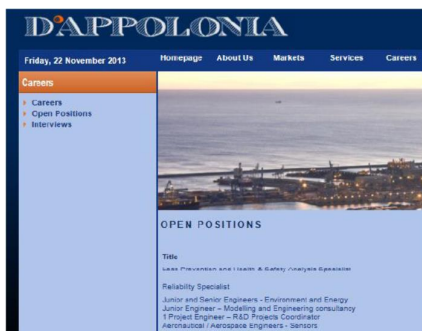 D'APPOLONIA
Friday, 22 November 2013
Homepage About Us Markets Services Careers
Careers
Careers
Open Positions
Interviews
OPEN POSITIONS
Title
Loss Prevention and Health & Safety Analysis Specialist
Reliability Specialist
Junior and Senior Engineers - Environment and Energy
Junior Engineer – Modelling and Engineering consultancy
1 Project Engineer – R&D Projects Coordinator
Aeronautical / Aerospace Engineers - Sensors